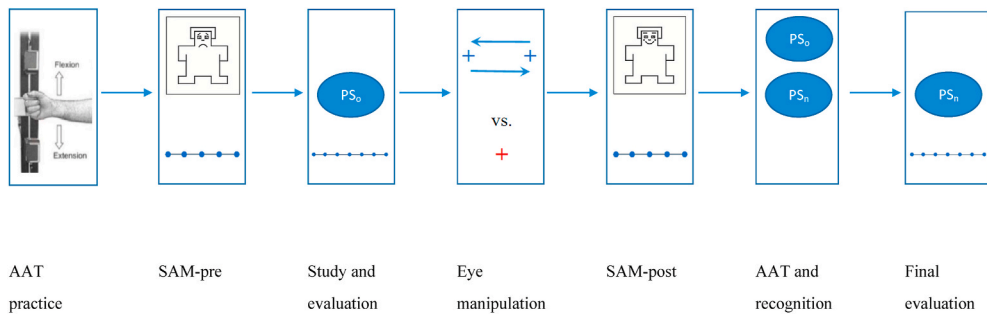 Flexion
Extension
PSₒ
vs.
PSₒ
PSₙ
PSₙ
AAT
practice
SAM-pre
Study and
evaluation
Eye
manipulation
SAM-post
AAT and
recognition
Final
evaluation